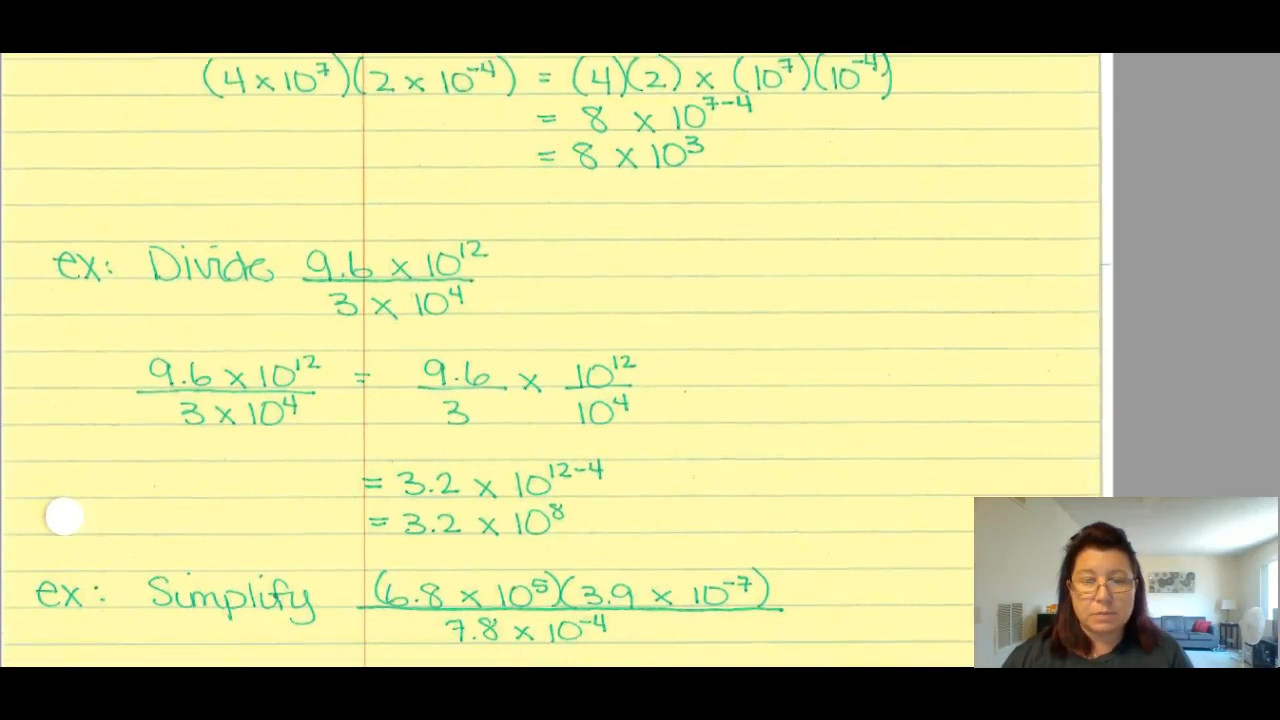 (4 × 10⁷)(2 × 10⁻⁴) = (4)(2) × (10⁷)(10⁻⁴)
= 8 × 10⁷⁻⁴
= 8 × 10³
ex: Divide 9.6 × 10¹²
3 × 10⁴
9.6 × 10¹² = 9.6 × 10¹²
3 × 10⁴ 3 10⁴
= 3.2 × 10¹²⁻⁴
= 3.2 × 10⁸
ex: Simplify (6.8 × 10⁵)(3.9 × 10⁻⁷)
7.8 × 10⁻⁴